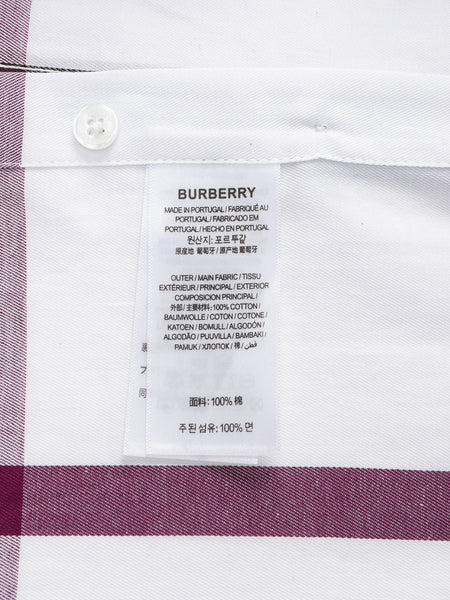 BURBERRY
MADE IN PORTUGAL / FABRIQUÉ AU
PORTUGAL / FABRICADO EM
PORTUGAL / HECHO EN PORTUGAL
원산지: 포르투갈
原産地 葡萄牙 / 原产地 葡萄牙
OUTER / MAIN FABRIC / TISSU
EXTÉRIEUR / PRINCIPAL / EXTERIOR
COMPOSICION PRINCIPAL /
外部 / 主要材料: 100% COTTON /
BAUMWOLLE / COTON / COTONE /
KATOEN / BOMULL / ALGODÓN /
ALGODÃO / PUUVILLA / BAMBAKI /
PAMUK / ХЛОПОК / 棉 / قطن
面料: 100% 棉
주된 섬유: 100% 면